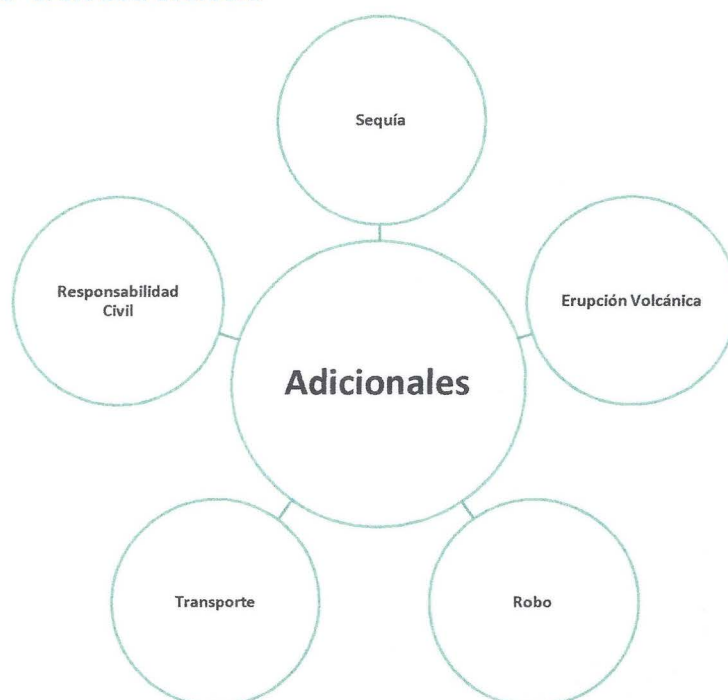 Sequía
Responsabilidad
Civil
Erupción Volcánica
Adicionales
Transporte
Robo